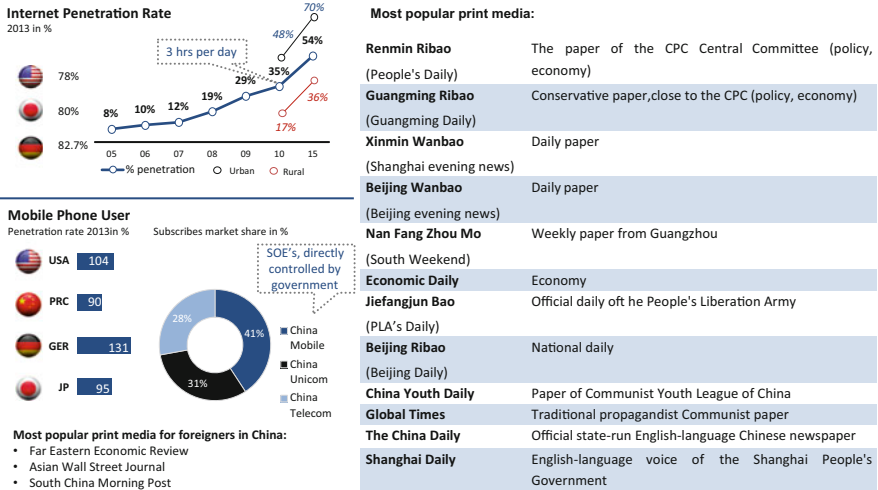 Internet Penetration Rate
2013 in %
78%
80%
82.7%
3 hrs per day
8%
10%
12%
19%
29%
35%
54%
48%
70%
17%
36%
05 06 07 08 09 10 15
% penetration Urban Rural
Mobile Phone User
Penetration rate 2013in % Subscribes market share in %
USA 104
PRC 90
GER 131
JP 95
SOE's, directly
controlled by
government
28%
41%
31%
China
Mobile
China
Unicom
China
Telecom
Most popular print media for foreigners in China:
• Far Eastern Economic Review
• Asian Wall Street Journal
• South China Morning Post
Most popular print media:
Renmin Ribao The paper of the CPC Central Committee (policy,
(People's Daily) economy)
Guangming Ribao Conservative paper,close to the CPC (policy, economy)
(Guangming Daily)
Xinmin Wanbao Daily paper
(Shanghai evening news)
Beijing Wanbao Daily paper
(Beijing evening news)
Nan Fang Zhou Mo Weekly paper from Guangzhou
(South Weekend)
Economic Daily Economy
Jiefangjun Bao Official daily oft he People's Liberation Army
(PLA's Daily)
Beijing Ribao National daily
(Beijing Daily)
China Youth Daily Paper of Communist Youth League of China
Global Times Traditional propagandist Communist paper
The China Daily Official state-run English-language Chinese newspaper
Shanghai Daily English-language voice of the Shanghai People's
Government